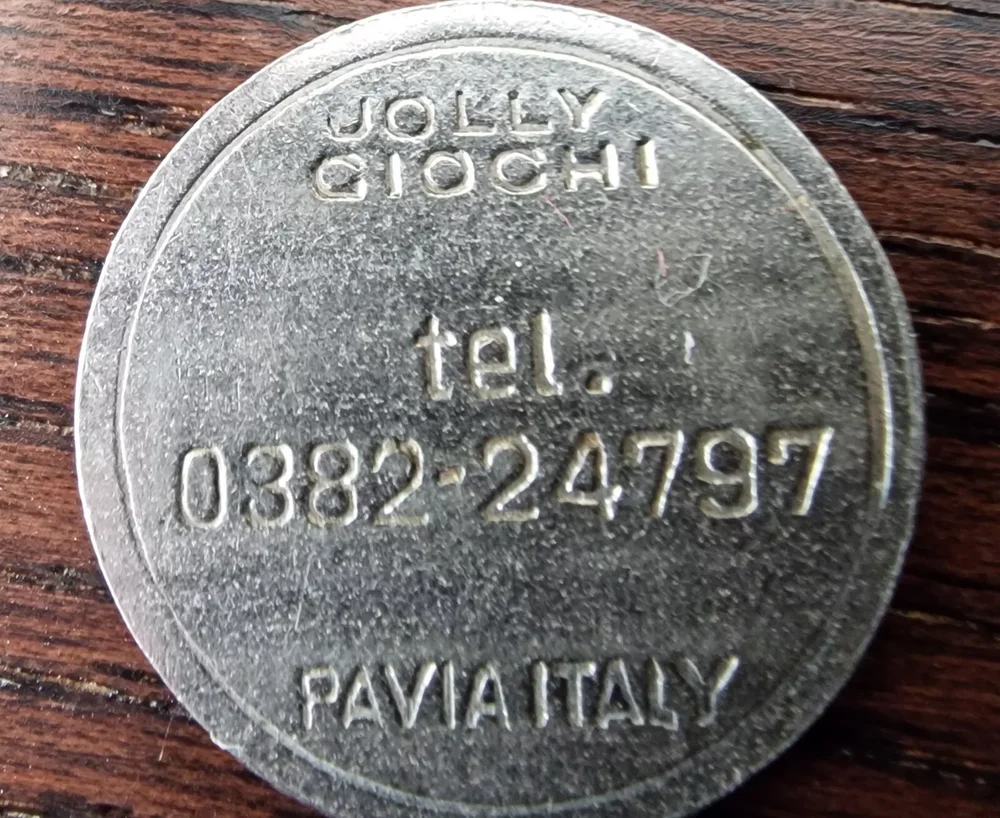 JOLLY
GIOCHI
tel.
0382-24797
PAVIA ITALY